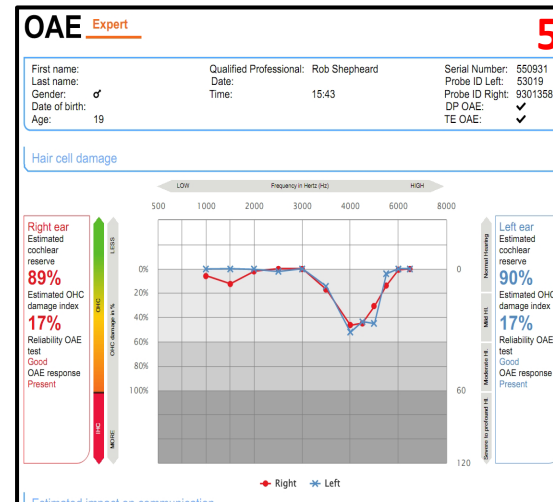 OAE Expert
5
First name:
Last name:
Gender: ♂
Date of birth:
Age: 19
Qualified Professional: Rob Shepheard
Date:
Time: 15:43
Serial Number: 550931
Probe ID Left: 53019
Probe ID Right: 9301358
DP OAE: ✔
TE OAE: ✔
Hair cell damage
LOW Frequency in Hertz (Hz) HIGH
500 1000 2000 3000 4000 6000 8000
Right ear
Estimated
cochlear
reserve
89%
Estimated OHC
damage index
17%
Reliability OAE
test
Good
OAE response
Present
OHC
IHC
LESS
OHC damage in %
MORE
0%
20%
40%
60%
80%
100%
0
60
120
Normal Hearing
Mild Hl.
Moderate Hl.
Severe to profound Hl.
Left ear
Estimated
cochlear
reserve
90%
Estimated OHC
damage index
17%
Reliability OAE
test
Good
OAE response
Present
Right Left
Estimated impact on communication